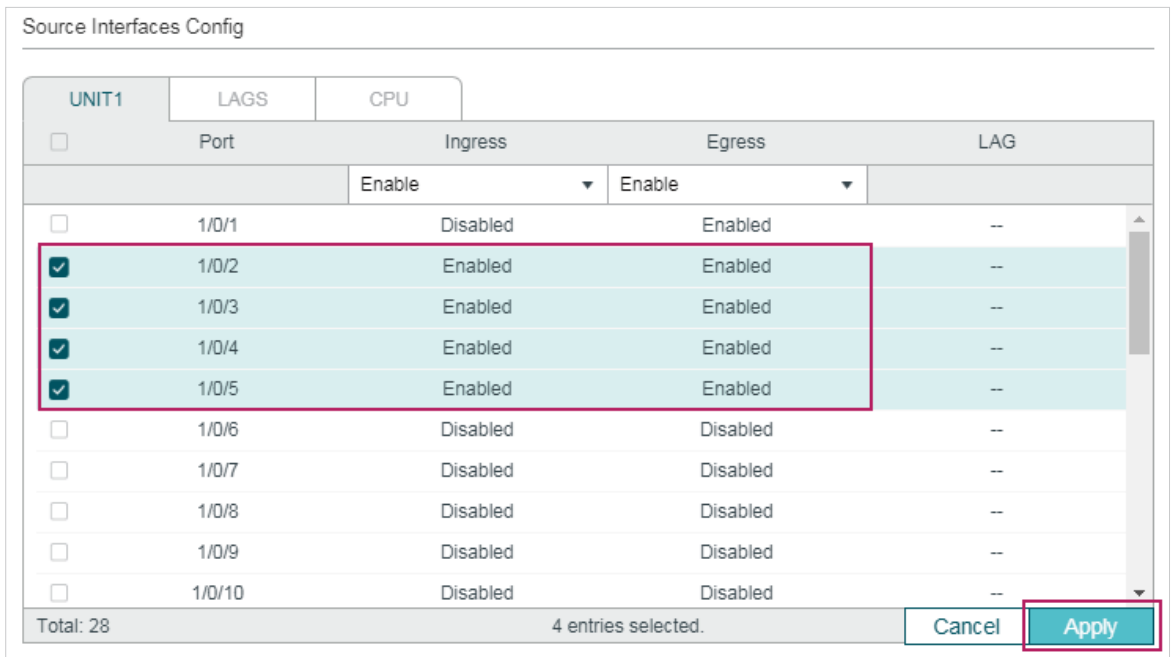 Source Interfaces Config
UNIT1 LAGS CPU
Port Ingress Egress LAG
Enable Enable
1/0/1 Disabled Enabled --
1/0/2 Enabled Enabled --
1/0/3 Enabled Enabled --
1/0/4 Enabled Enabled --
1/0/5 Enabled Enabled --
1/0/6 Disabled Disabled --
1/0/7 Disabled Disabled --
1/0/8 Disabled Disabled --
1/0/9 Disabled Disabled --
1/0/10 Disabled Disabled --
Total: 28 4 entries selected. Cancel Apply